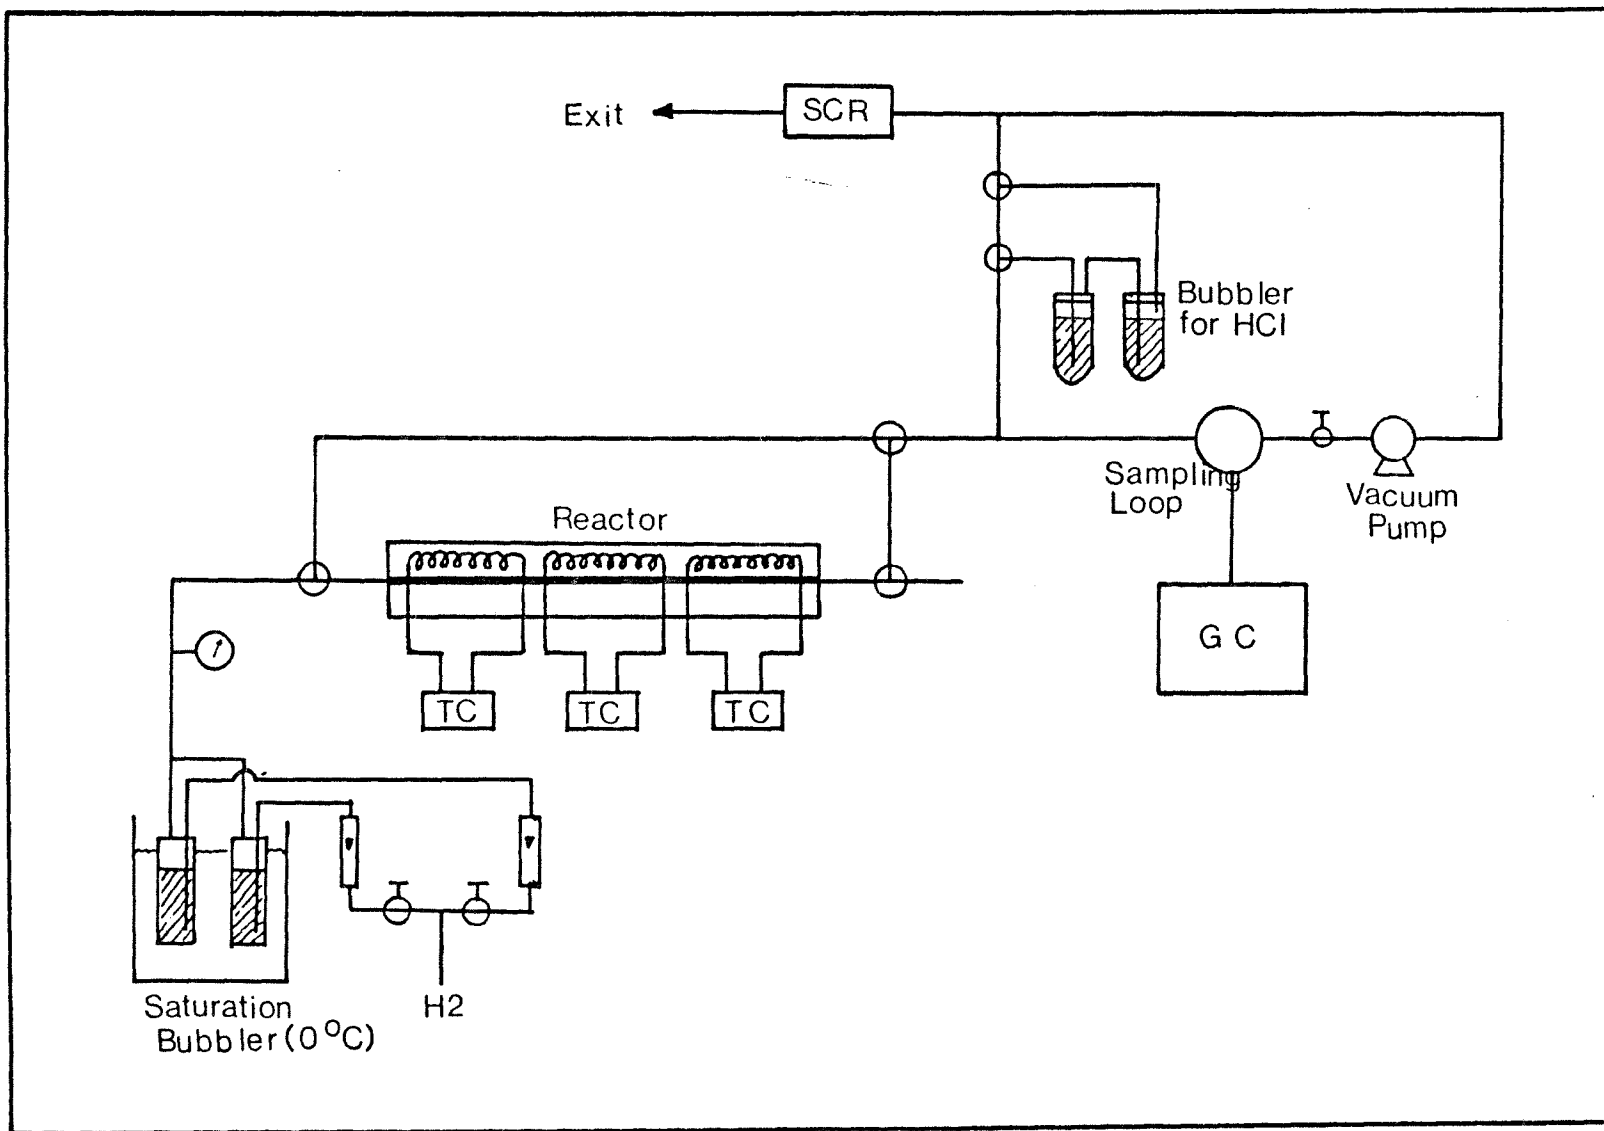 Exit
SCR
Bubbler
for HCl
Sampling
Loop
Vacuum
Pump
Reactor
GC
TC
TC
TC
Saturation
Bubbler (0°C)
H2